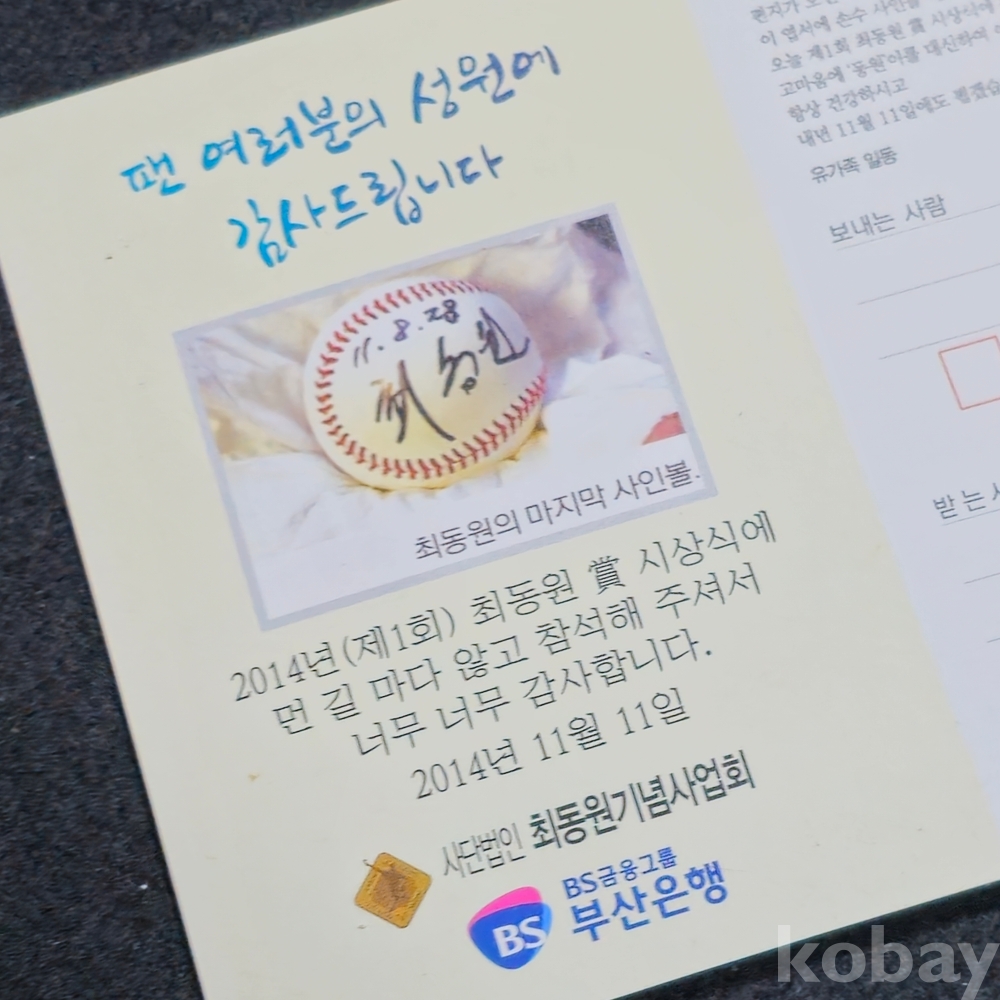 팬 여러분의 성원에
감사드립니다
11.8.28
최동원
최동원의 마지막 사인볼.
2014년(제1회) 최동원 賞 시상식에
먼 길 마다 않고 참석해 주셔서
너무 너무 감사합니다.
2014년 11월 11일
사단법인 최동원기념사업회
BS금융그룹
BS 부산은행
이 엽서에 손수 사인을
오늘 제1회 최동원 賞 시상식에
고마움에 '동원'이를 대신하여
항상 건강하시고
내년 11월 11일에도 뵙겠습
유가족 일동
보내는 사람
받는 사
kobay